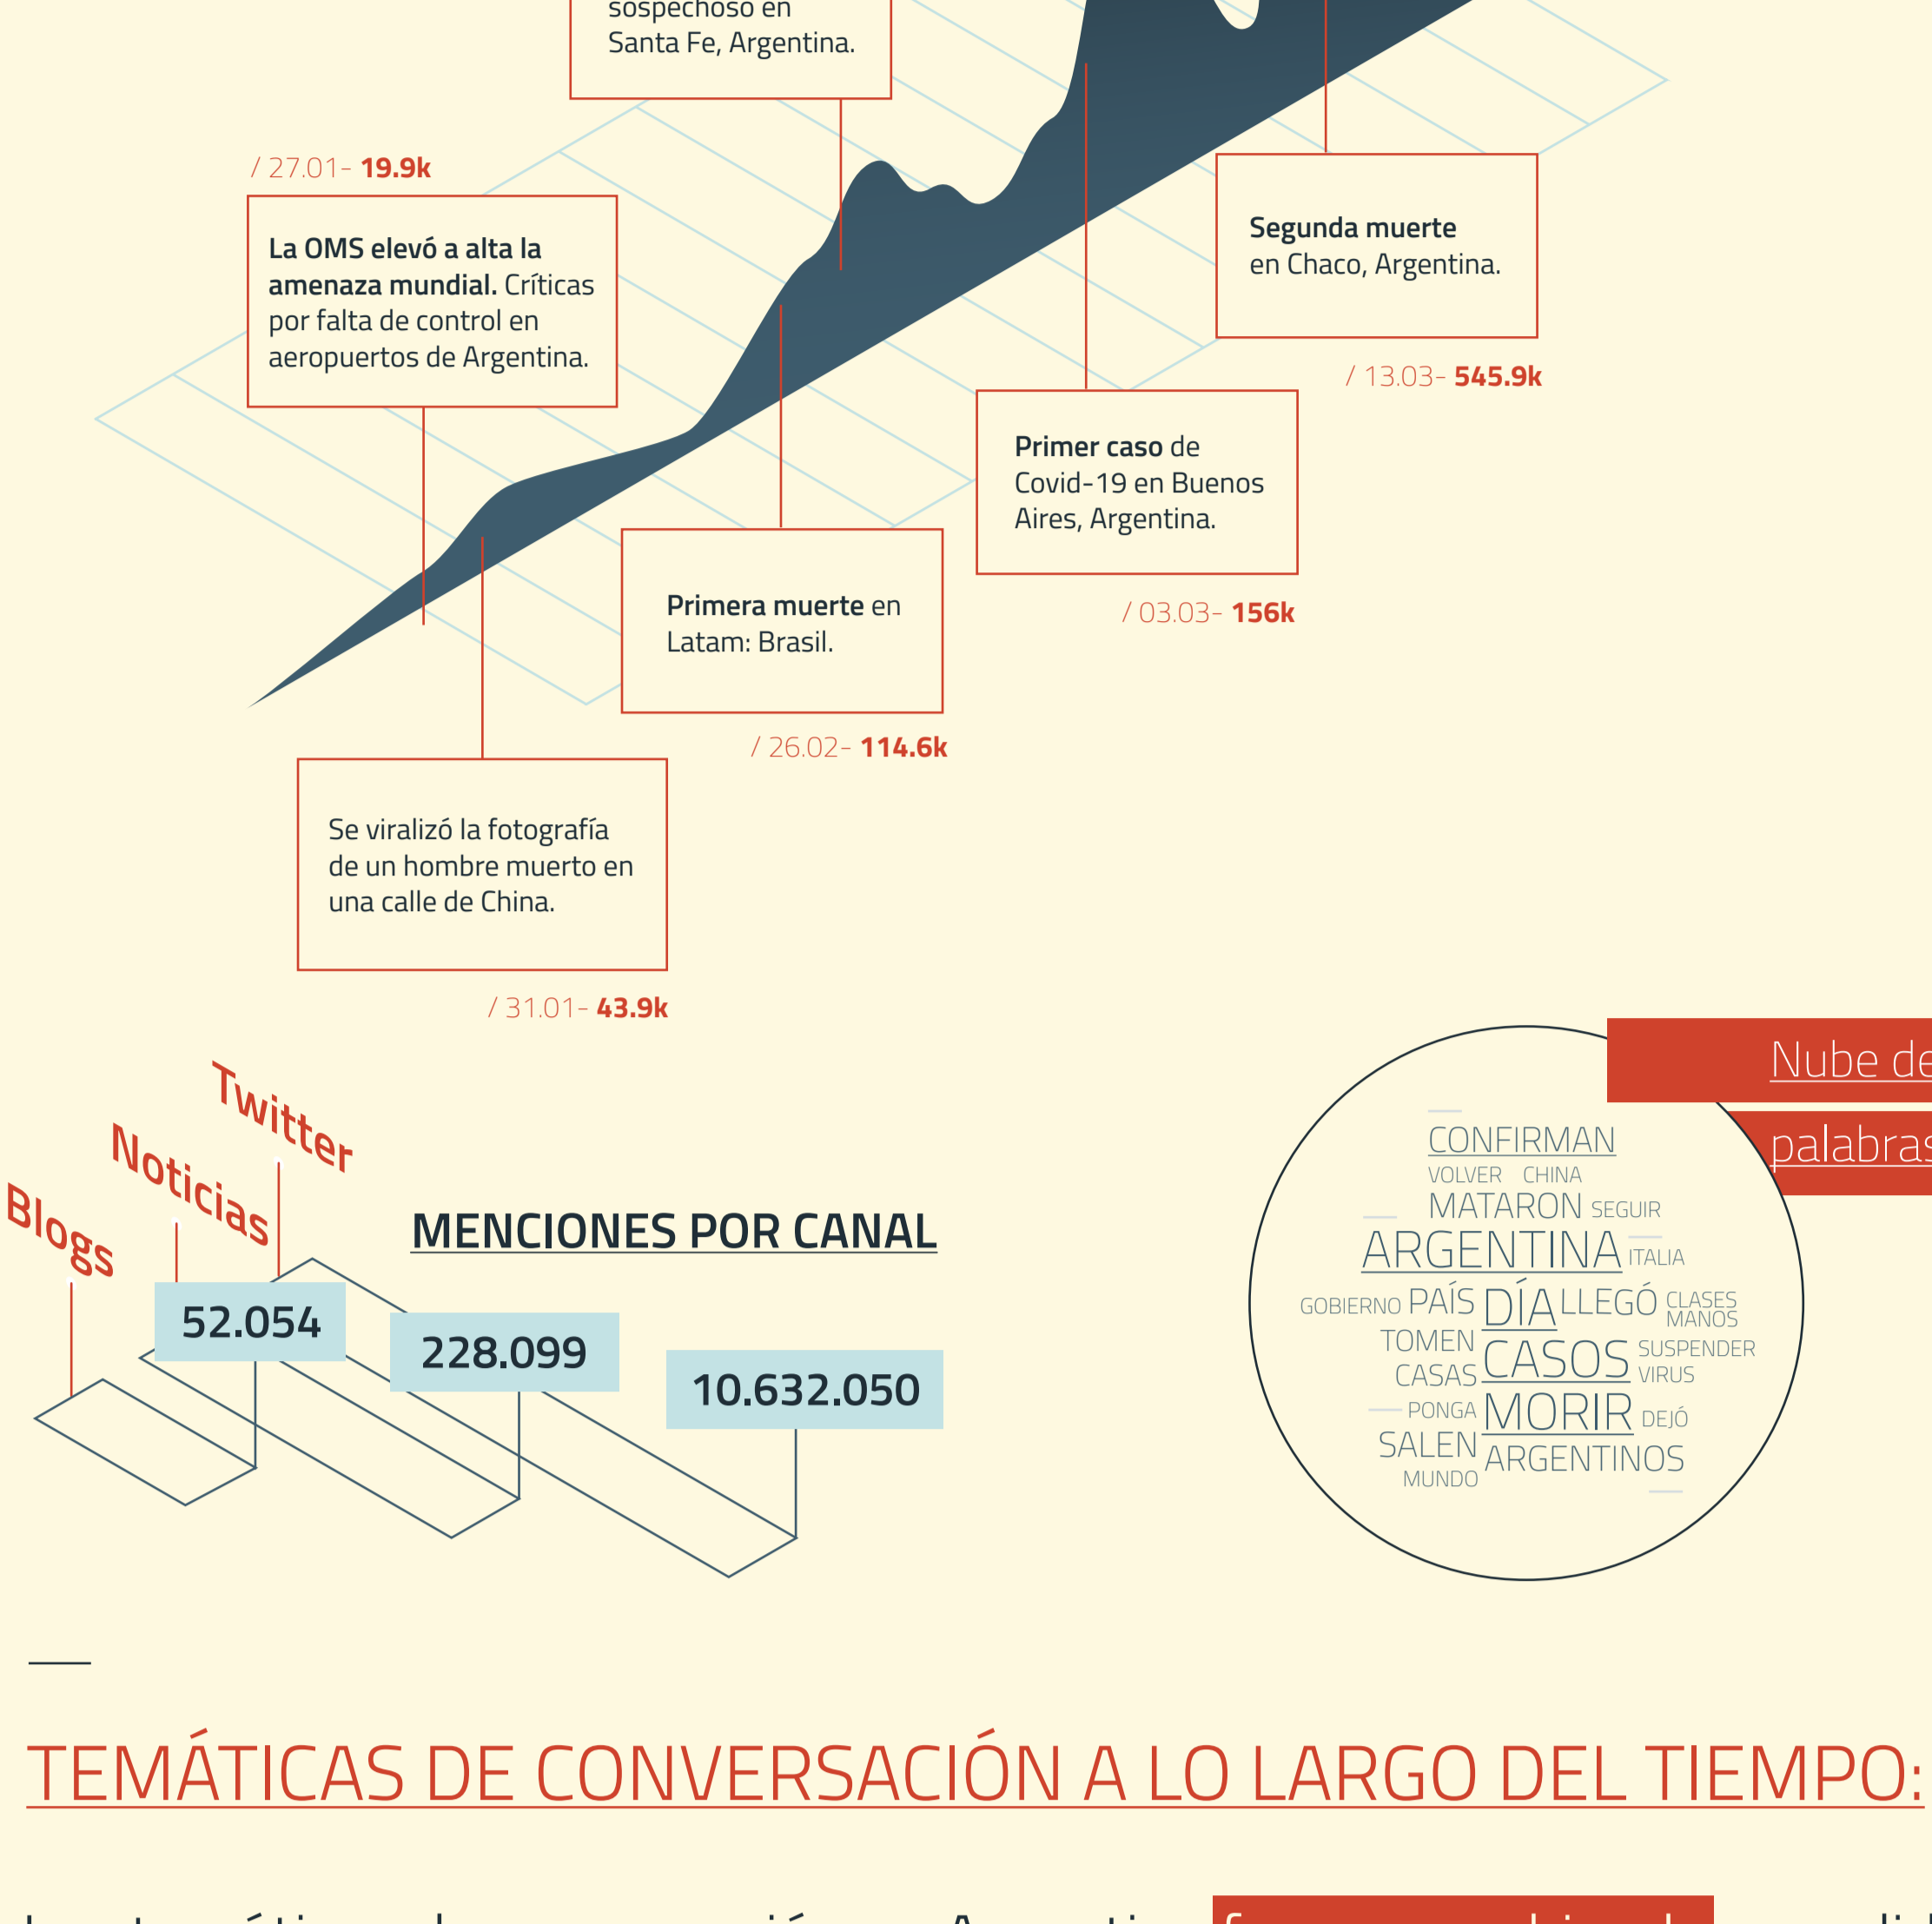 sospechoso en
Santa Fe, Argentina.
/ 27.01- 19.9k
La OMS elevó a alta la
amenaza mundial. Críticas
por falta de control en
aeropuertos de Argentina.
Segunda muerte
en Chaco, Argentina.
/ 13.03- 545.9k
Primer caso de
Covid-19 en Buenos
Aires, Argentina.
/ 03.03- 156k
Primera muerte en
Latam: Brasil.
/ 26.02- 114.6k
Se viralizó la fotografía
de un hombre muerto en
una calle de China.
/ 31.01- 43.9k
Twitter
Noticias
Blogs
MENCIONES POR CANAL
52.054
228.099
10.632.050
Nube de
palabras
CONFIRMAN
VOLVER CHINA
MATARON SEGUIR
ARGENTINA ITALIA
GOBIERNO PAÍS DÍA LLEGÓ CLASES
MANOS
TOMEN CASOS SUSPENDER
CASAS VIRUS
PONGA MORIR DEJÓ
SALEN ARGENTINOS
MUNDO
TEMÁTICAS DE CONVERSACIÓN A LO LARGO DEL TIEMPO: